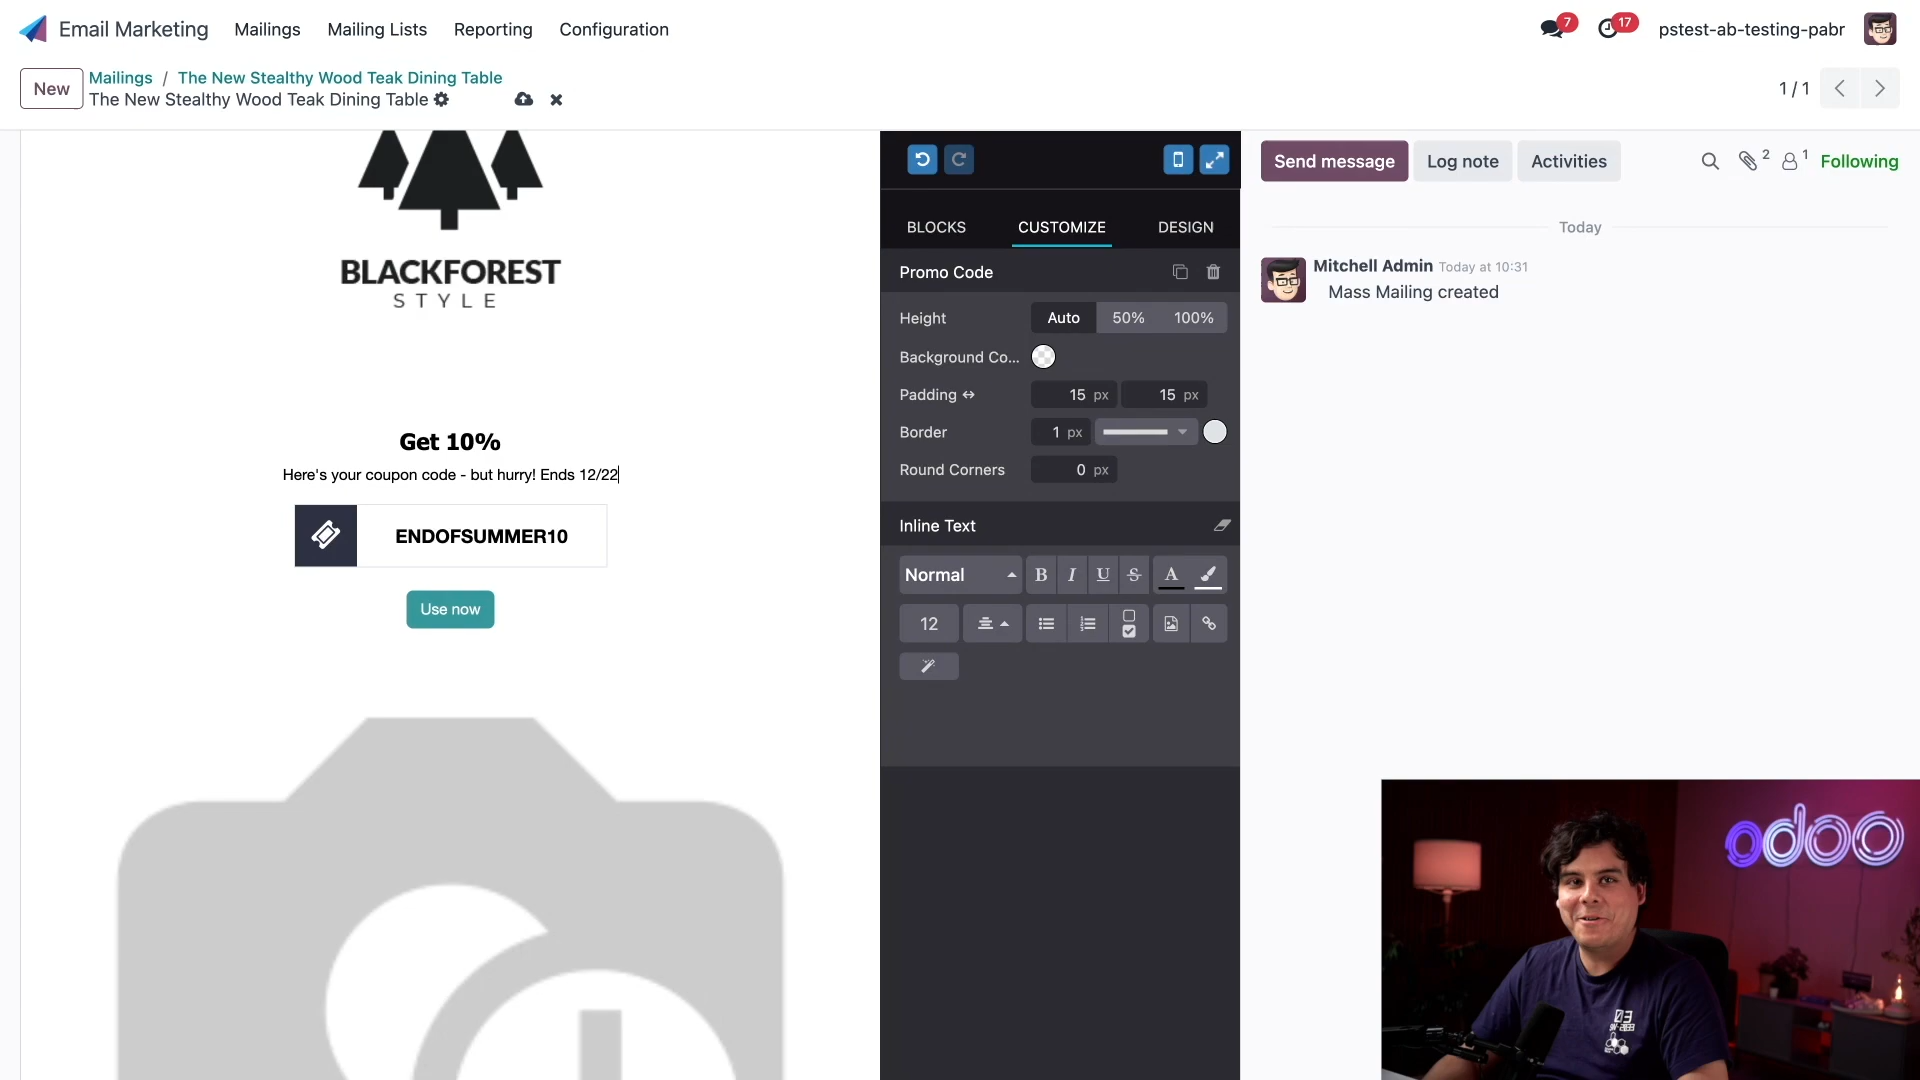 Email Marketing Mailings Mailing Lists Reporting Configuration 7 17 pstest-ab-testing-pabr
New
Mailings / The New Stealthy Wood Teak Dining Table
The New Stealthy Wood Teak Dining Table
1 / 1
BLACKFOREST
STYLE
Get 10%
Here's your coupon code - but hurry! Ends 12/22
ENDOFSUMMER10
Use now
BLOCKS CUSTOMIZE DESIGN
Promo Code
Height Auto 50% 100%
Background Co...
Padding 15 px 15 px
Border 1 px
Round Corners 0 px
Inline Text
Normal B I U S A
12
Send message Log note Activities 2 1 Following
Today
Mitchell Admin Today at 10:31
Mass Mailing created
odoo